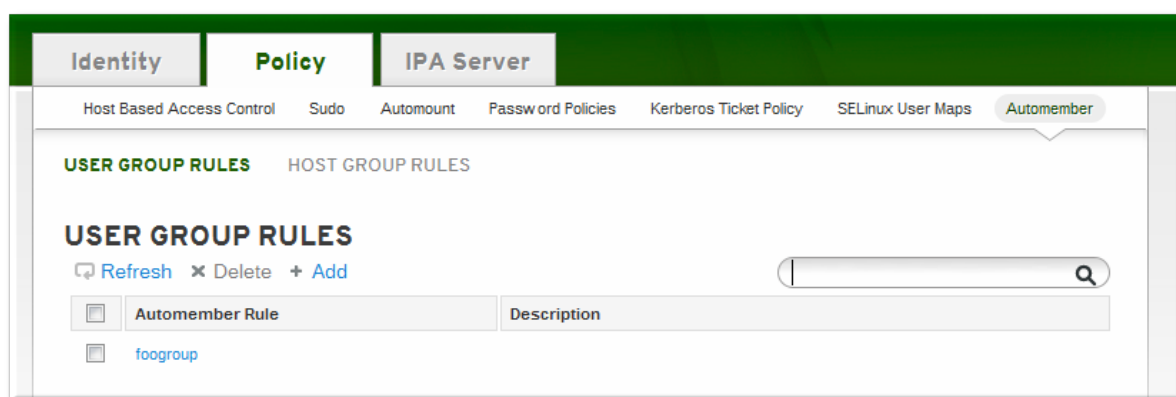 Identity Policy IPA Server
Host Based Access Control Sudo Automount Password Policies Kerberos Ticket Policy SELinux User Maps Automember
USER GROUP RULES HOST GROUP RULES
USER GROUP RULES
Refresh Delete Add
Automember Rule Description
foogroup